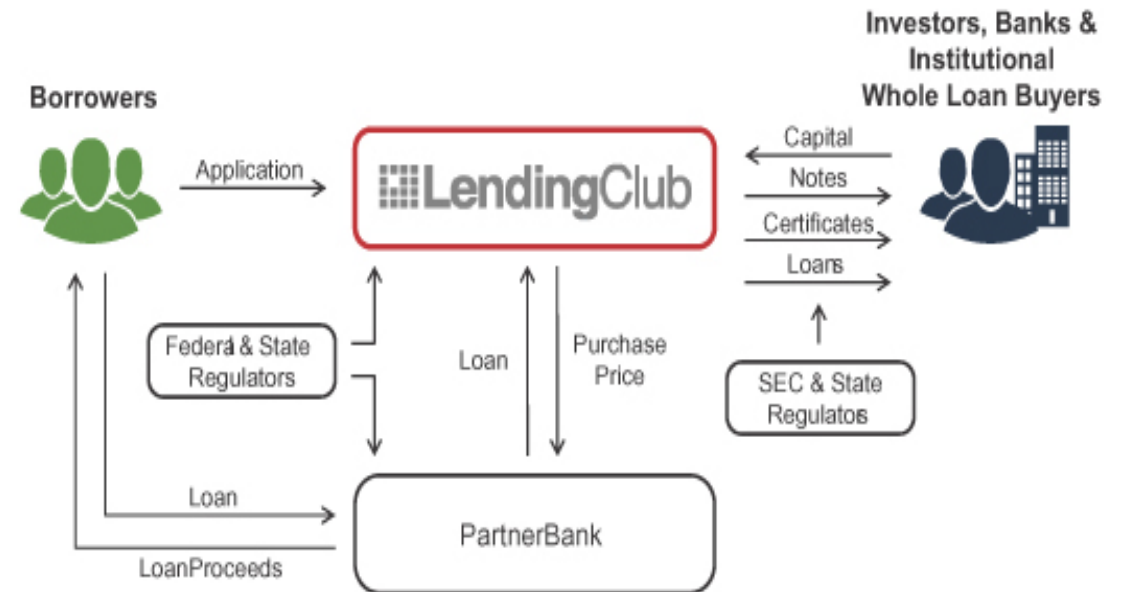 Investors, Banks &
Institutional
Whole Loan Buyers
Borrowers
Application
LendingClub
Capital
Notes
Certificates
Loans
Federal & State
Regulators
Loan
Purchase
Price
SEC & State
Regulators
Loan
PartnerBank
LoanProceeds